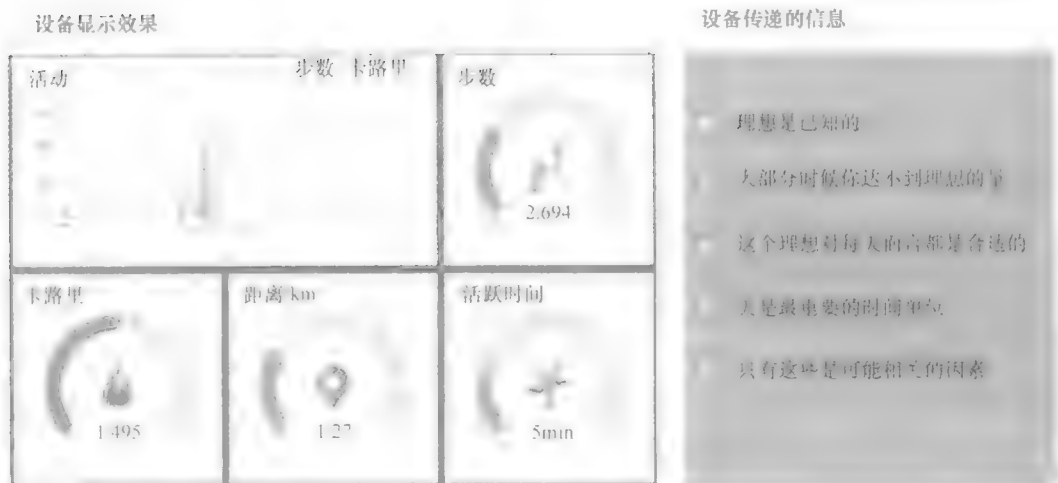 设备显示效果
活动
步数 卡路里
步数
2.694
卡路里
1 495
距离 km
1.27
活跃时间
5min
设备传递的信息
理想是已知的
大部分时候你达不到理想的量
这个理想对每天而言都是合适的
天是最重要的时间单位
只有这些是可能相关的因素